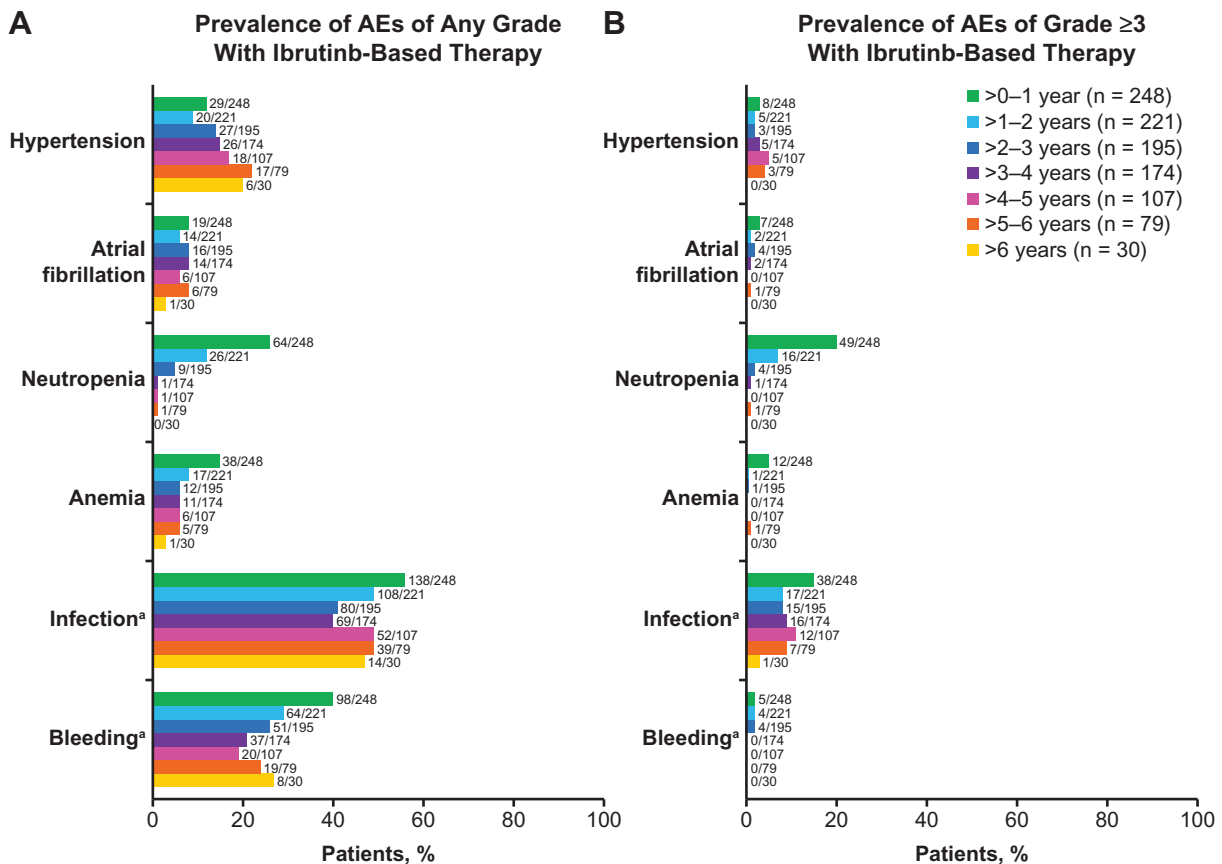 A
Prevalence of AEs of Any Grade
With Ibrutinb-Based Therapy
Hypertension
29/248
20/221
27/195
26/174
18/107
17/79
6/30
Atrial
fibrillation
19/248
14/221
16/195
14/174
6/107
6/79
1/30
Neutropenia
64/248
26/221
9/195
1/174
1/107
1/79
0/30
Anemia
38/248
17/221
12/195
11/174
6/107
5/79
1/30
Infectionᵃ
138/248
108/221
80/195
69/174
52/107
39/79
14/30
Bleedingᵃ
98/248
64/221
51/195
37/174
20/107
19/79
8/30
0 20 40 60 80 100
Patients, %
B
Prevalence of AEs of Grade ≥3
With Ibrutinb-Based Therapy
>0–1 year (n = 248)
>1–2 years (n = 221)
>2–3 years (n = 195)
>3–4 years (n = 174)
>4–5 years (n = 107)
>5–6 years (n = 79)
>6 years (n = 30)
Hypertension
8/248
5/221
3/195
5/174
5/107
3/79
0/30
Atrial
fibrillation
7/248
2/221
4/195
2/174
0/107
1/79
0/30
Neutropenia
49/248
16/221
4/195
1/174
0/107
1/79
0/30
Anemia
12/248
1/221
1/195
0/174
0/107
1/79
0/30
Infectionᵃ
38/248
17/221
15/195
16/174
12/107
7/79
1/30
Bleedingᵃ
5/248
4/221
4/195
0/174
0/107
0/79
0/30
0 20 40 60 80 100
Patients, %